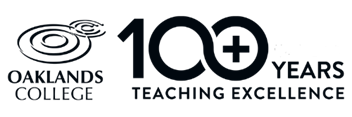 OAKLANDS
COLLEGE
100+ YEARS
TEACHING EXCELLENCE